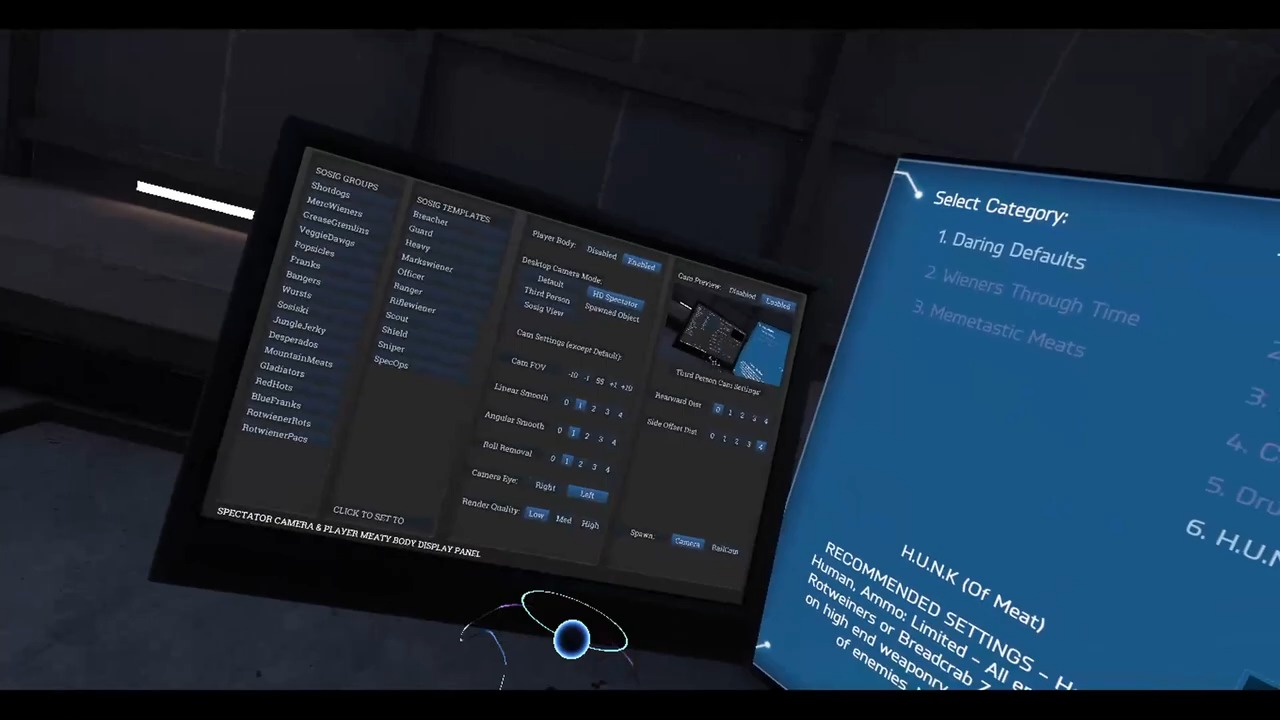 SOSIG GROUPS
Shotdogs
MercWieners
GreaseGremlins
VeggieDawgs
Popsicles
Franks
Bangers
Wursts
Sosiski
JungleJerky
Desperados
MountainMeats
Gladiators
RedHots
BlueFranks
RotwienerRots
RotwienerPacs
SOSIG TEMPLATES
Breacher
Guard
Heavy
Markswiener
Officer
Ranger
Riflewiener
Scout
Shield
Sniper
SpecOps
CLICK TO SET TO
Player Body: Disabled Enabled
Desktop Camera Mode:
Default HD Spectator
Third Person Spawned Object
Sosig View
Cam Settings (except Default):
Cam FOV -10 -1 55 +1 +10
Linear Smooth 0 1 2 3 4
Angular Smooth 0 1 2 3 4
Roll Removal 0 1 2 3 4
Camera Eye: Right Left
Render Quality: Low Med High
Cam Preview: Disabled Enabled
Third Person Cam Settings
Rearward Dist 0 1 2 3 4
Side Offset Dist 0 1 2 3 4
Spawn: Camera RailCam
SPECTATOR CAMERA & PLAYER MEATY BODY DISPLAY PANEL
Select Category:
1. Daring Defaults
2. Wieners Through Time
3. Memetastic Meats
2
3.
4. C
5. Dru
6. H.U.N
H.U.N.K (Of Meat)
RECOMMENDED SETTINGS - H
Human, Ammo: Limited - All en
Rotweiners or Breadcrab Z
on high end weaponry
of enemies